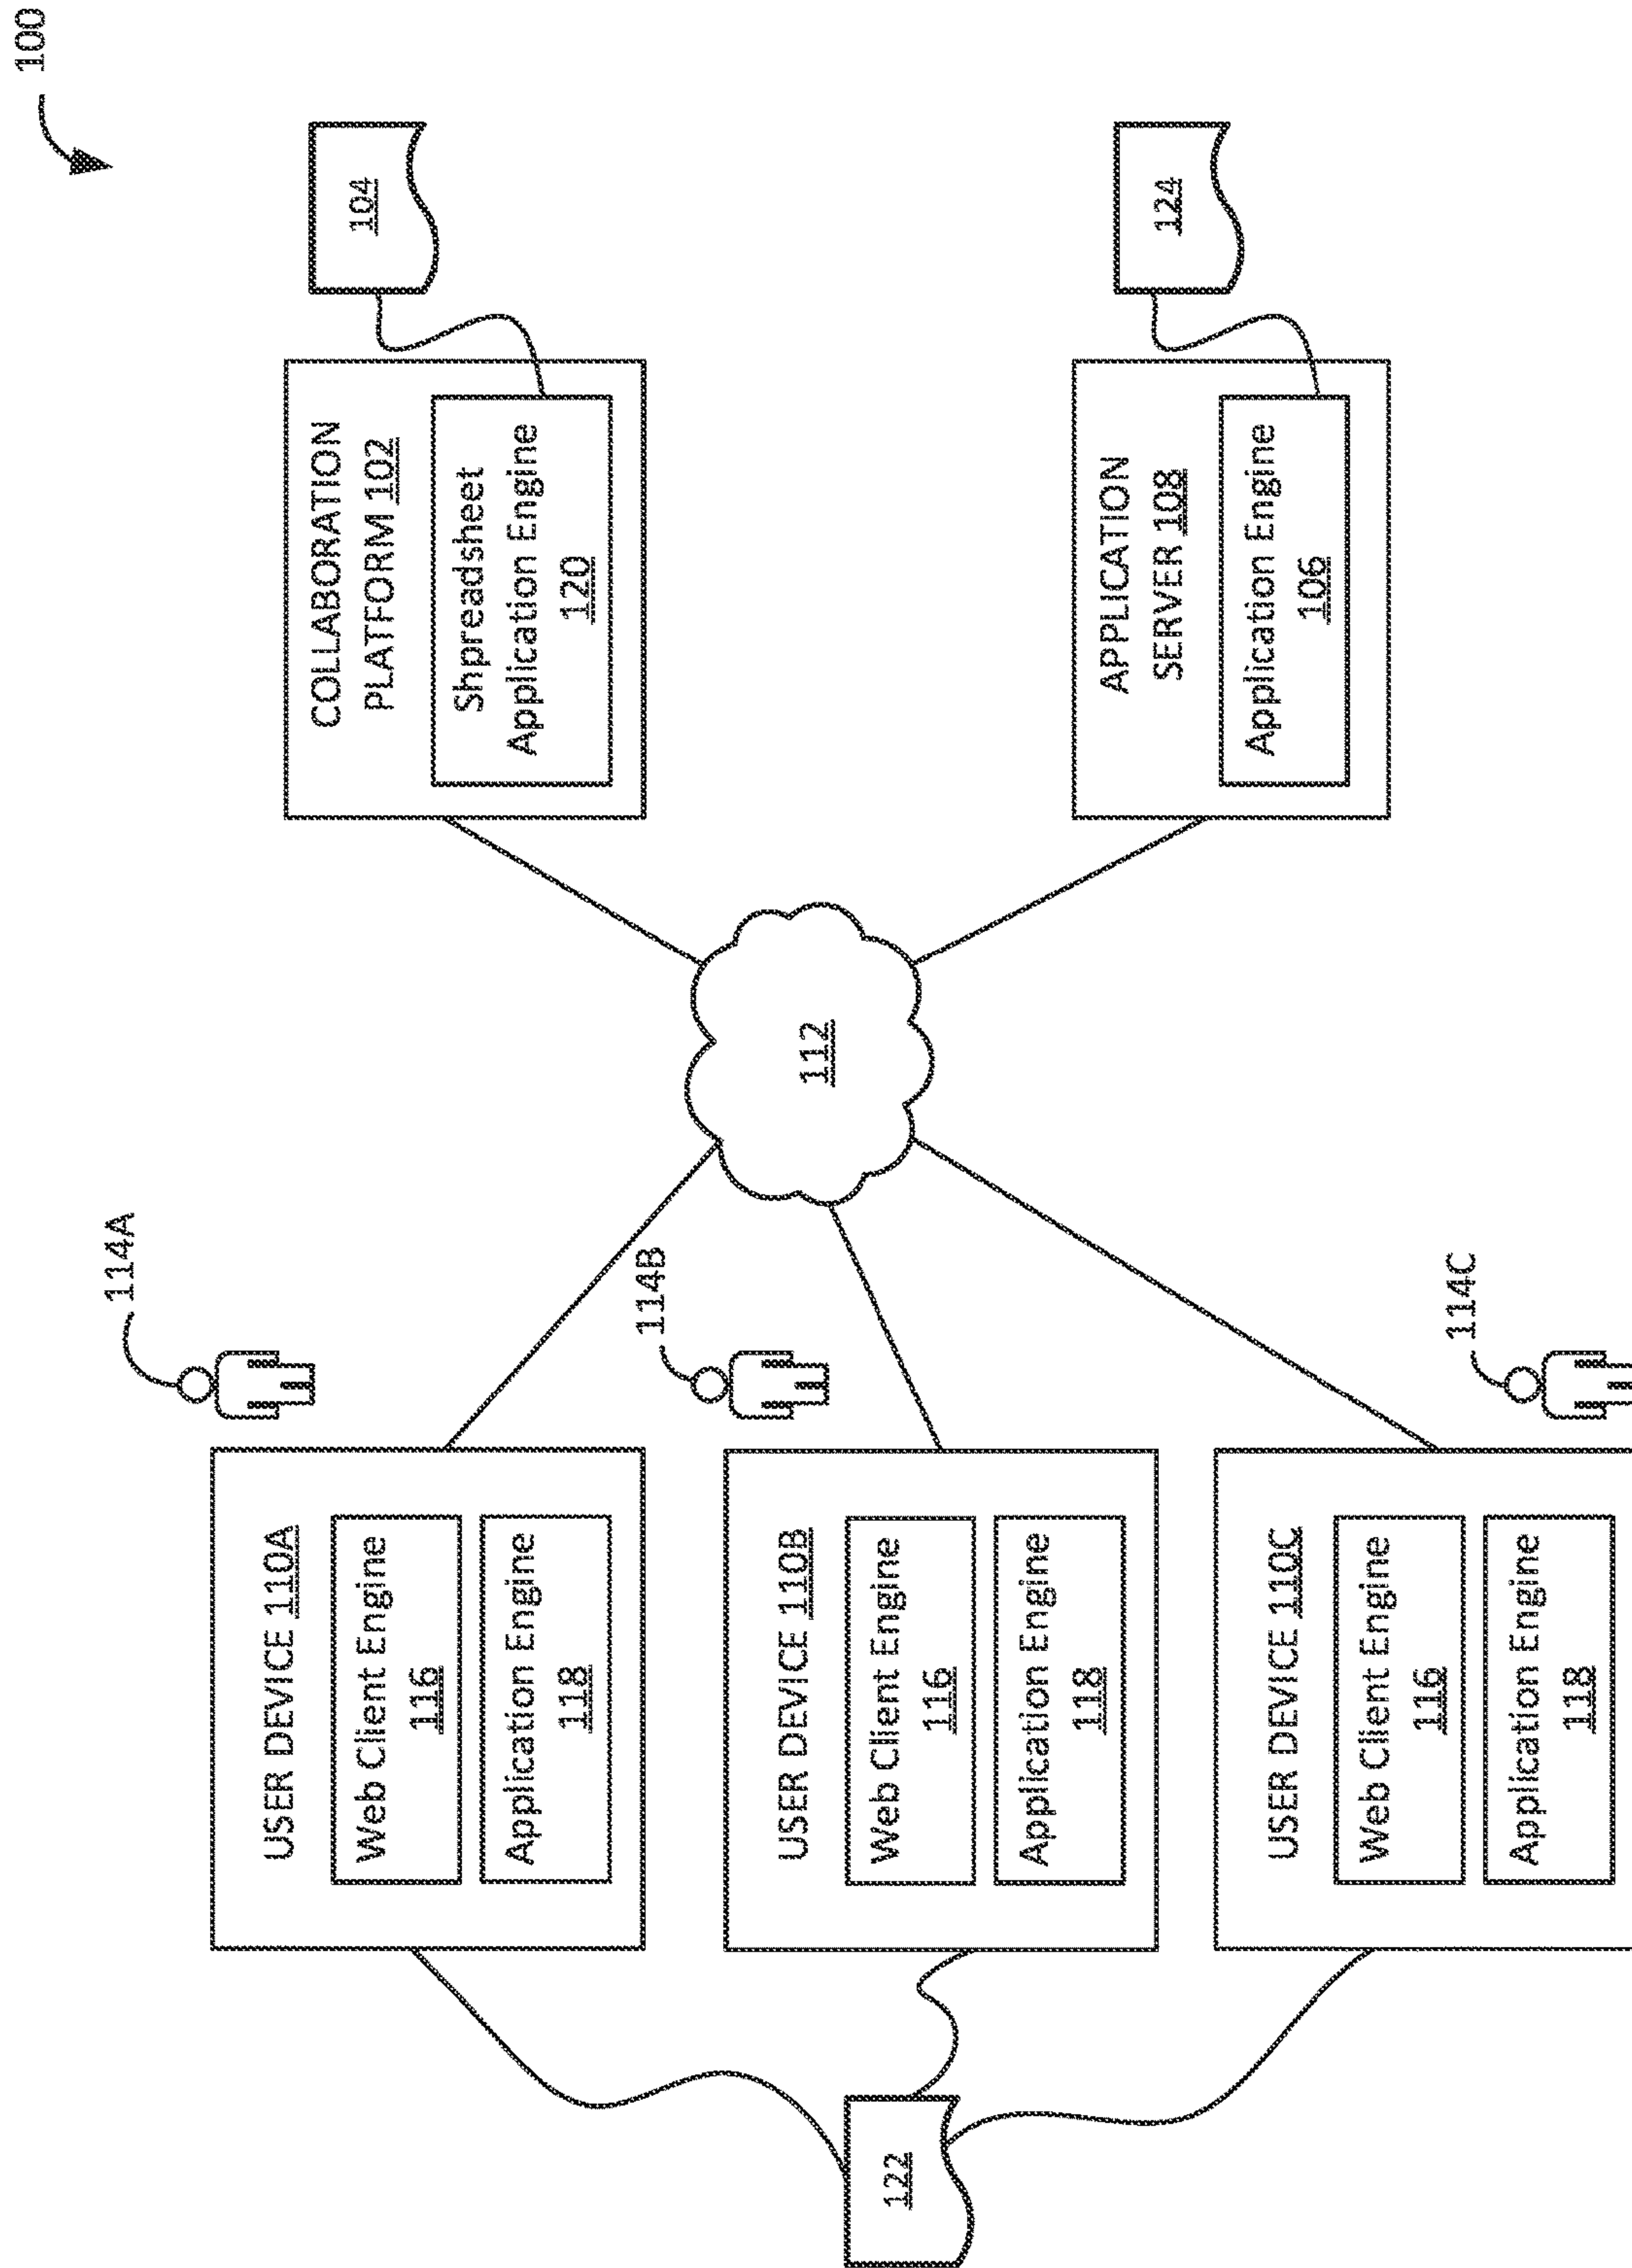 100
114A
USER DEVICE 110A
Web Client Engine
116
Application Engine
118
COLLABORATION
PLATFORM 102
Shpreadsheet
Application Engine
120
104
114B
122
USER DEVICE 110B
Web Client Engine
116
Application Engine
118
112
114C
USER DEVICE 110C
Web Client Engine
116
Application Engine
118
APPLICATION
SERVER 108
Application Engine
106
124